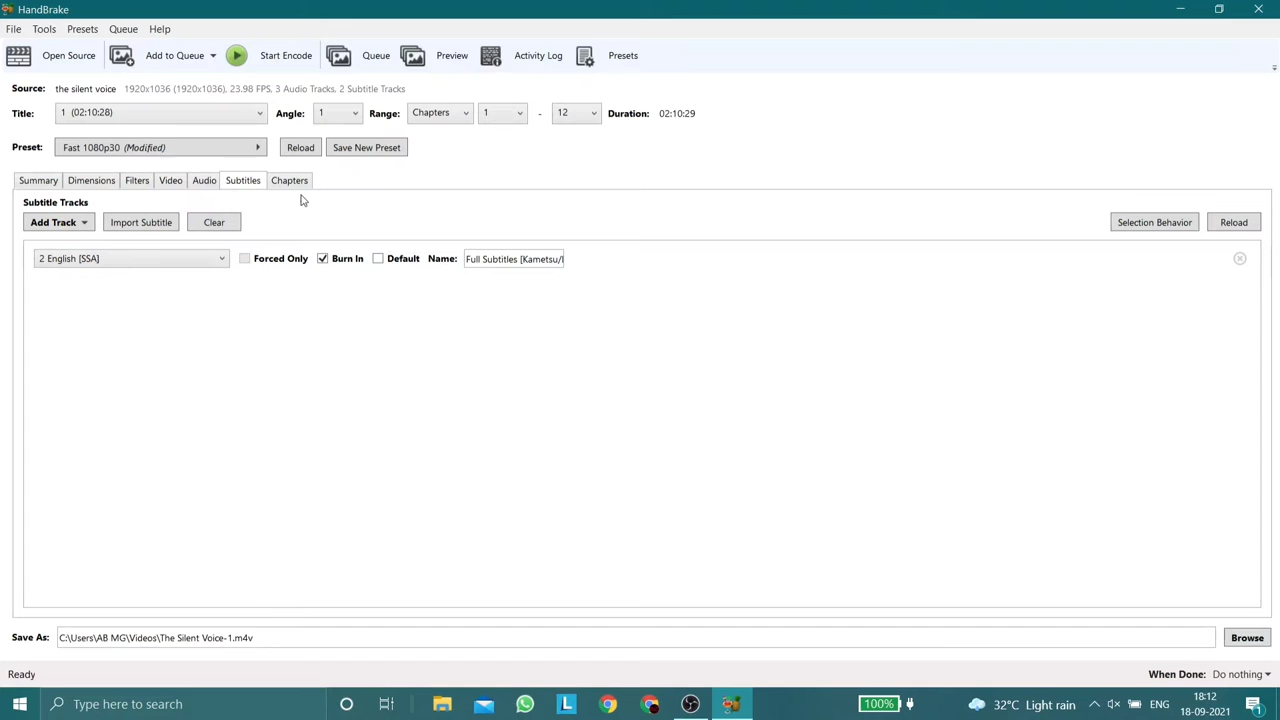 HandBrake
File Tools Presets Queue Help
Open Source Add to Queue Start Encode Queue Preview Activity Log Presets
Source: the silent voice 1920x1036 (1920x1036), 23.98 FPS, 3 Audio Tracks, 2 Subtitle Tracks
Title: 1 (02:10:28) Angle: 1 Range: Chapters 1 - 12 Duration: 02:10:29
Preset: Fast 1080p30 (Modified) Reload Save New Preset
Summary Dimensions Filters Video Audio Subtitles Chapters
Subtitle Tracks
Add Track Import Subtitle Clear Selection Behavior Reload
2 English [SSA] Forced Only Burn In Default Name: Full Subtitles [Kametsu/
Save As: C:\Users\AB MG\Videos\The Silent Voice-1.m4v Browse
Ready When Done: Do nothing
Type here to search L 100% 32°C Light rain ENG 18:12
18-09-2021 1